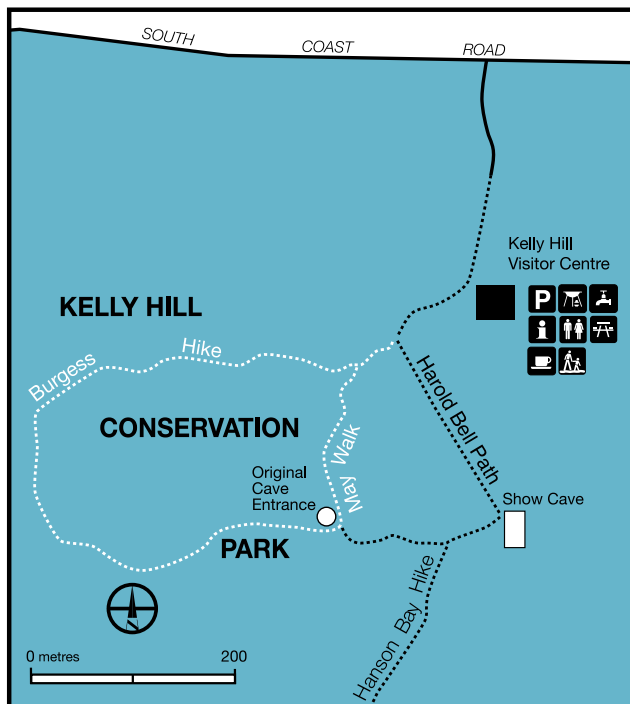 SOUTH COAST ROAD
Kelly Hill
Visitor Centre
P
i
KELLY HILL
Burgess Hike
Harold Bell Path
CONSERVATION
May Walk
Original
Cave
Entrance
Show Cave
PARK
Hanson Bay Hike
N
0 metres 200